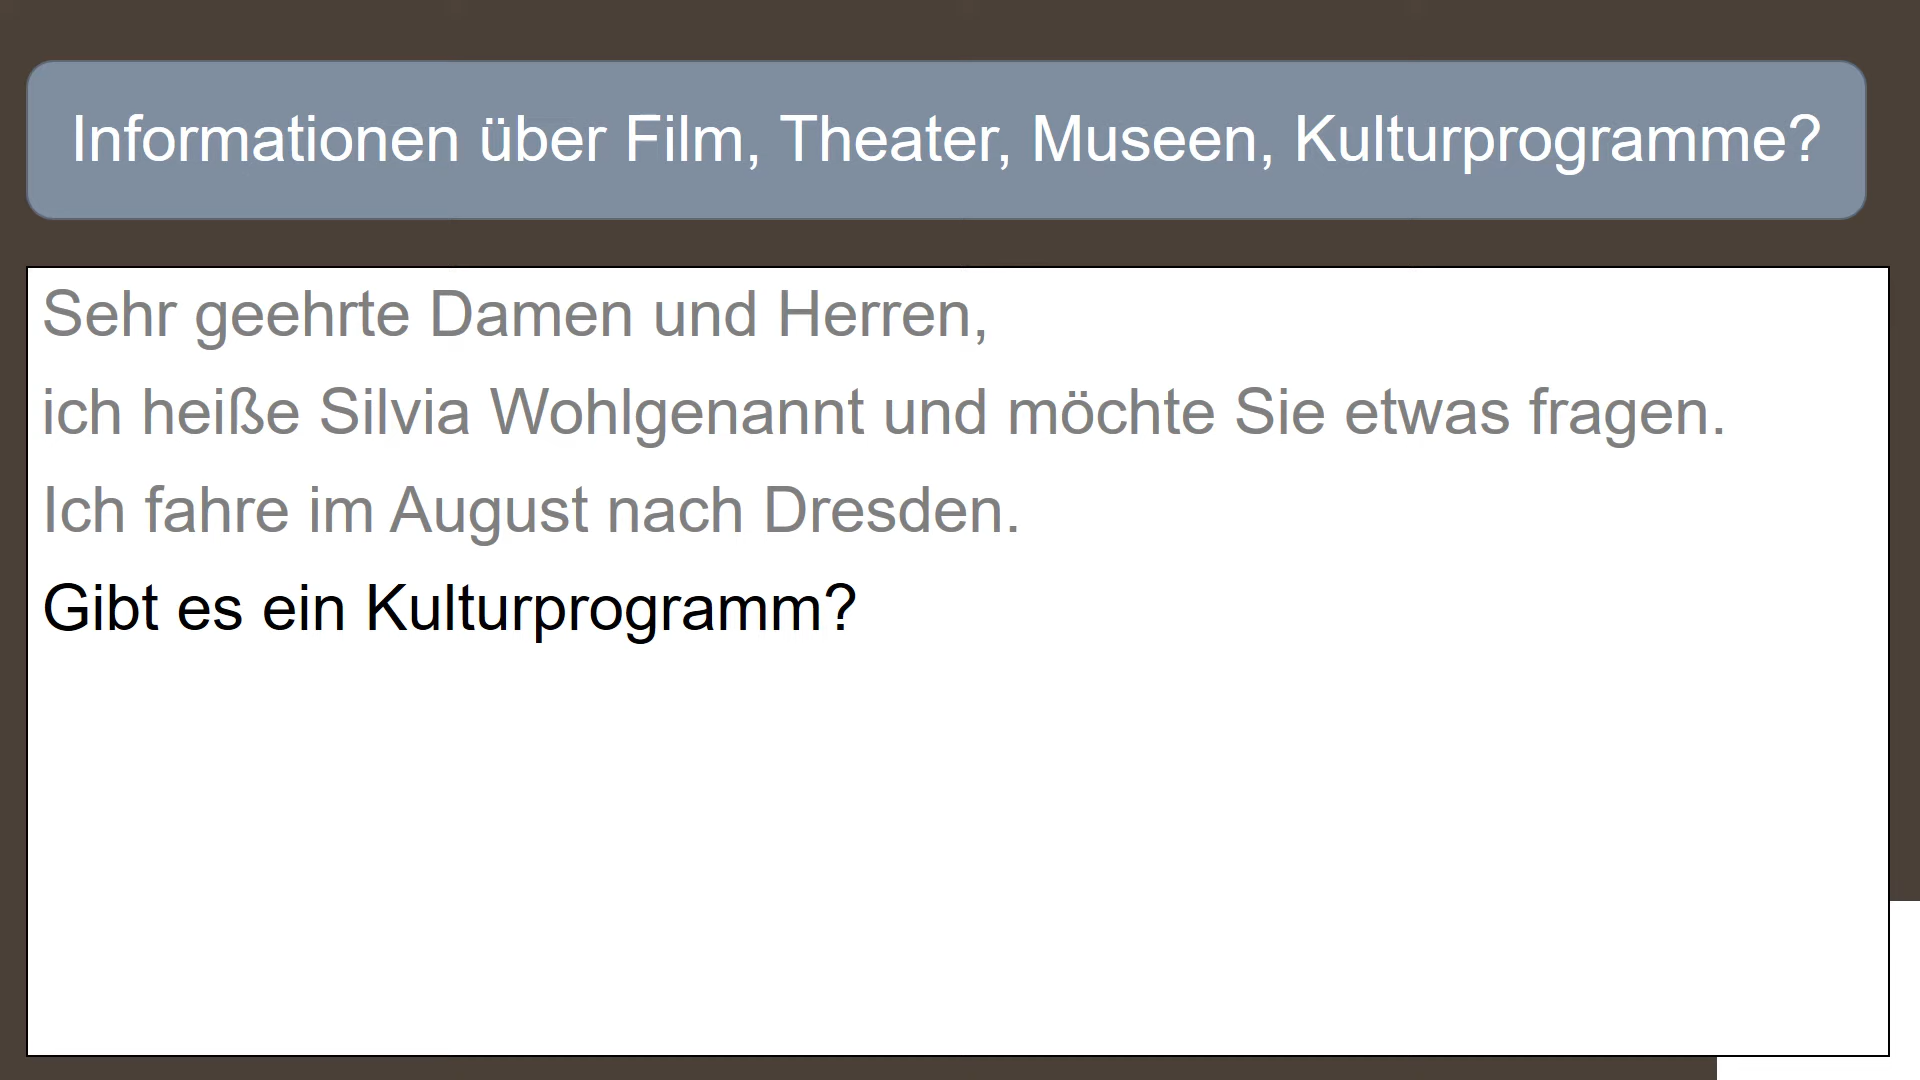 Informationen über Film, Theater, Museen, Kulturprogramme?
Sehr geehrte Damen und Herren,
ich heiße Silvia Wohlgenannt und möchte Sie etwas fragen.
Ich fahre im August nach Dresden.
Gibt es ein Kulturprogramm?